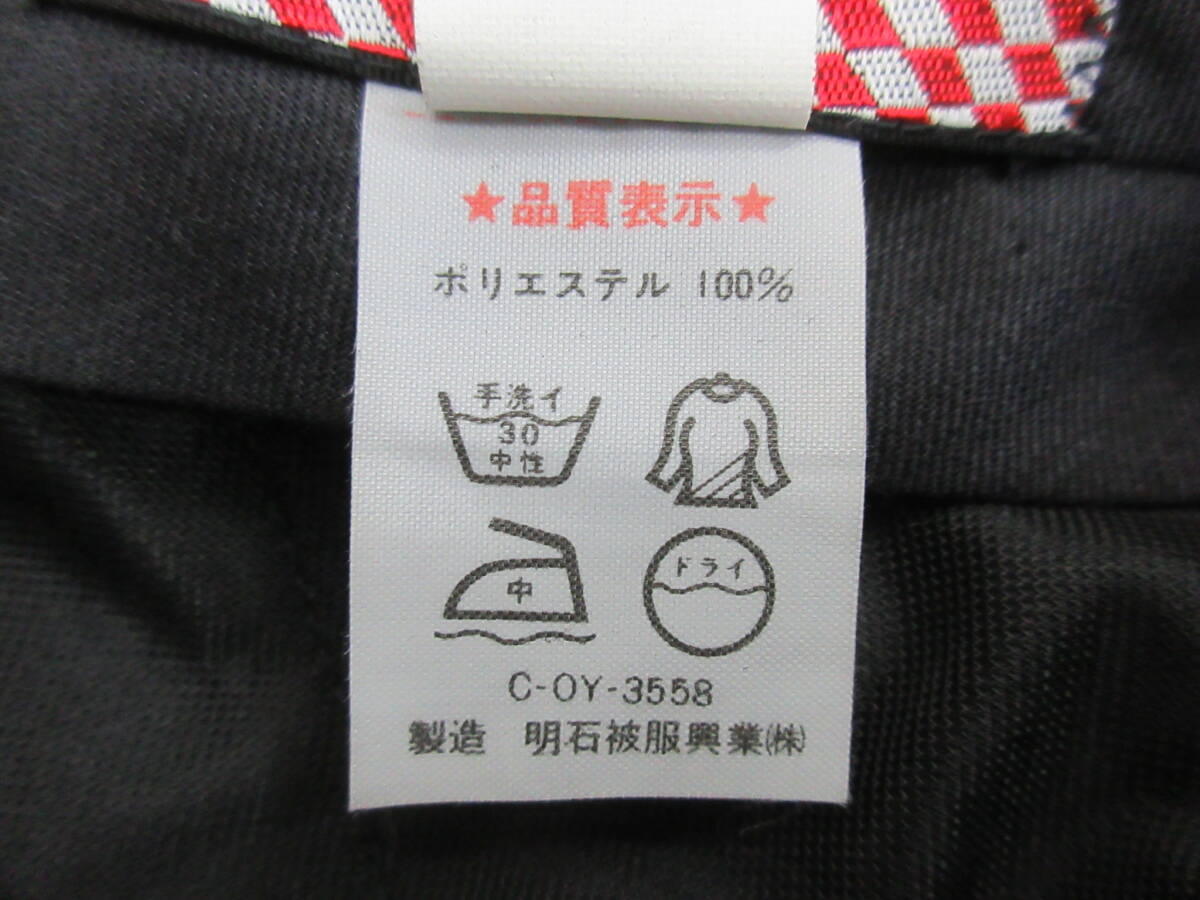 ★品質表示★
ポリエステル 100%
手洗イ
30
中性
中
ドライ
C-OY-3558
製造 明石被服興業㈱